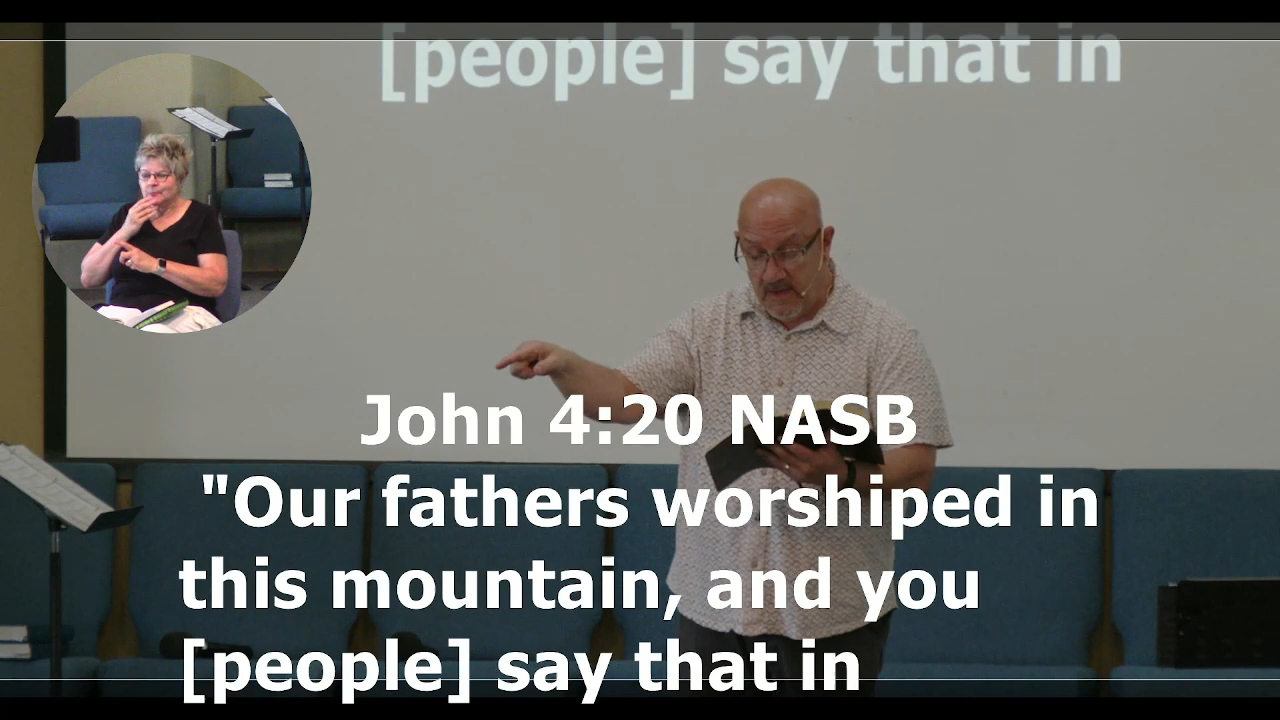 [people] say that in
John 4:20 NASB
"Our fathers worshiped in
this mountain, and you
[people] say that in